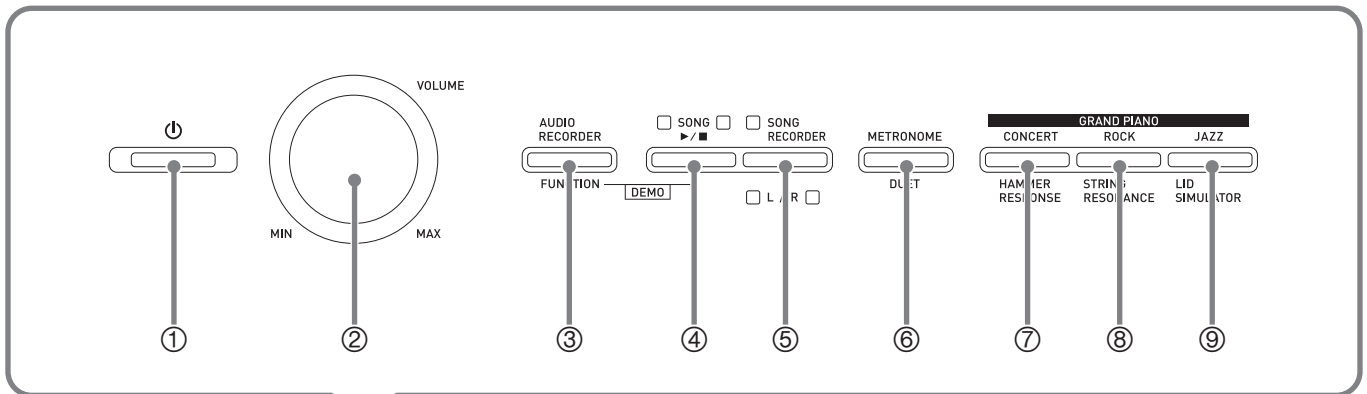 VOLUME
MIN
MAX
AUDIO
RECORDER
FUNCTION
DEMO
SONG
▶/■
SONG
RECORDER
L / R
METRONOME
DUET
GRAND PIANO
CONCERT
ROCK
JAZZ
HAMMER
RESPONSE
STRING
RESONANCE
LID
SIMULATOR
① ② ③ ④ ⑤ ⑥ ⑦ ⑧ ⑨